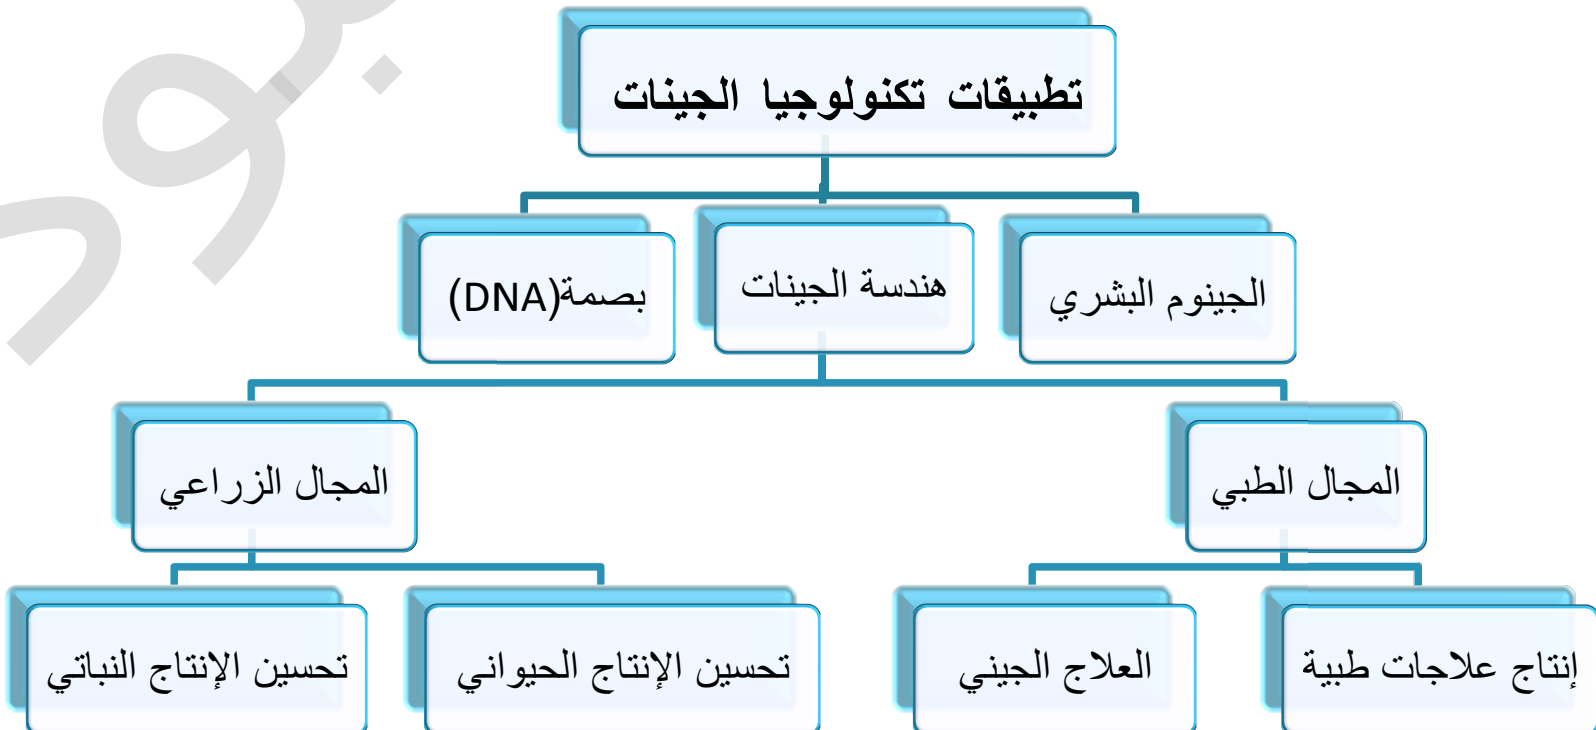 تطبيقات تكنولوجيا الجينات
الجينوم البشري
هندسة الجينات
بصمة(DNA)
المجال الطبي
المجال الزراعي
إنتاج علاجات طبية
العلاج الجيني
تحسين الإنتاج الحيواني
تحسين الإنتاج النباتي